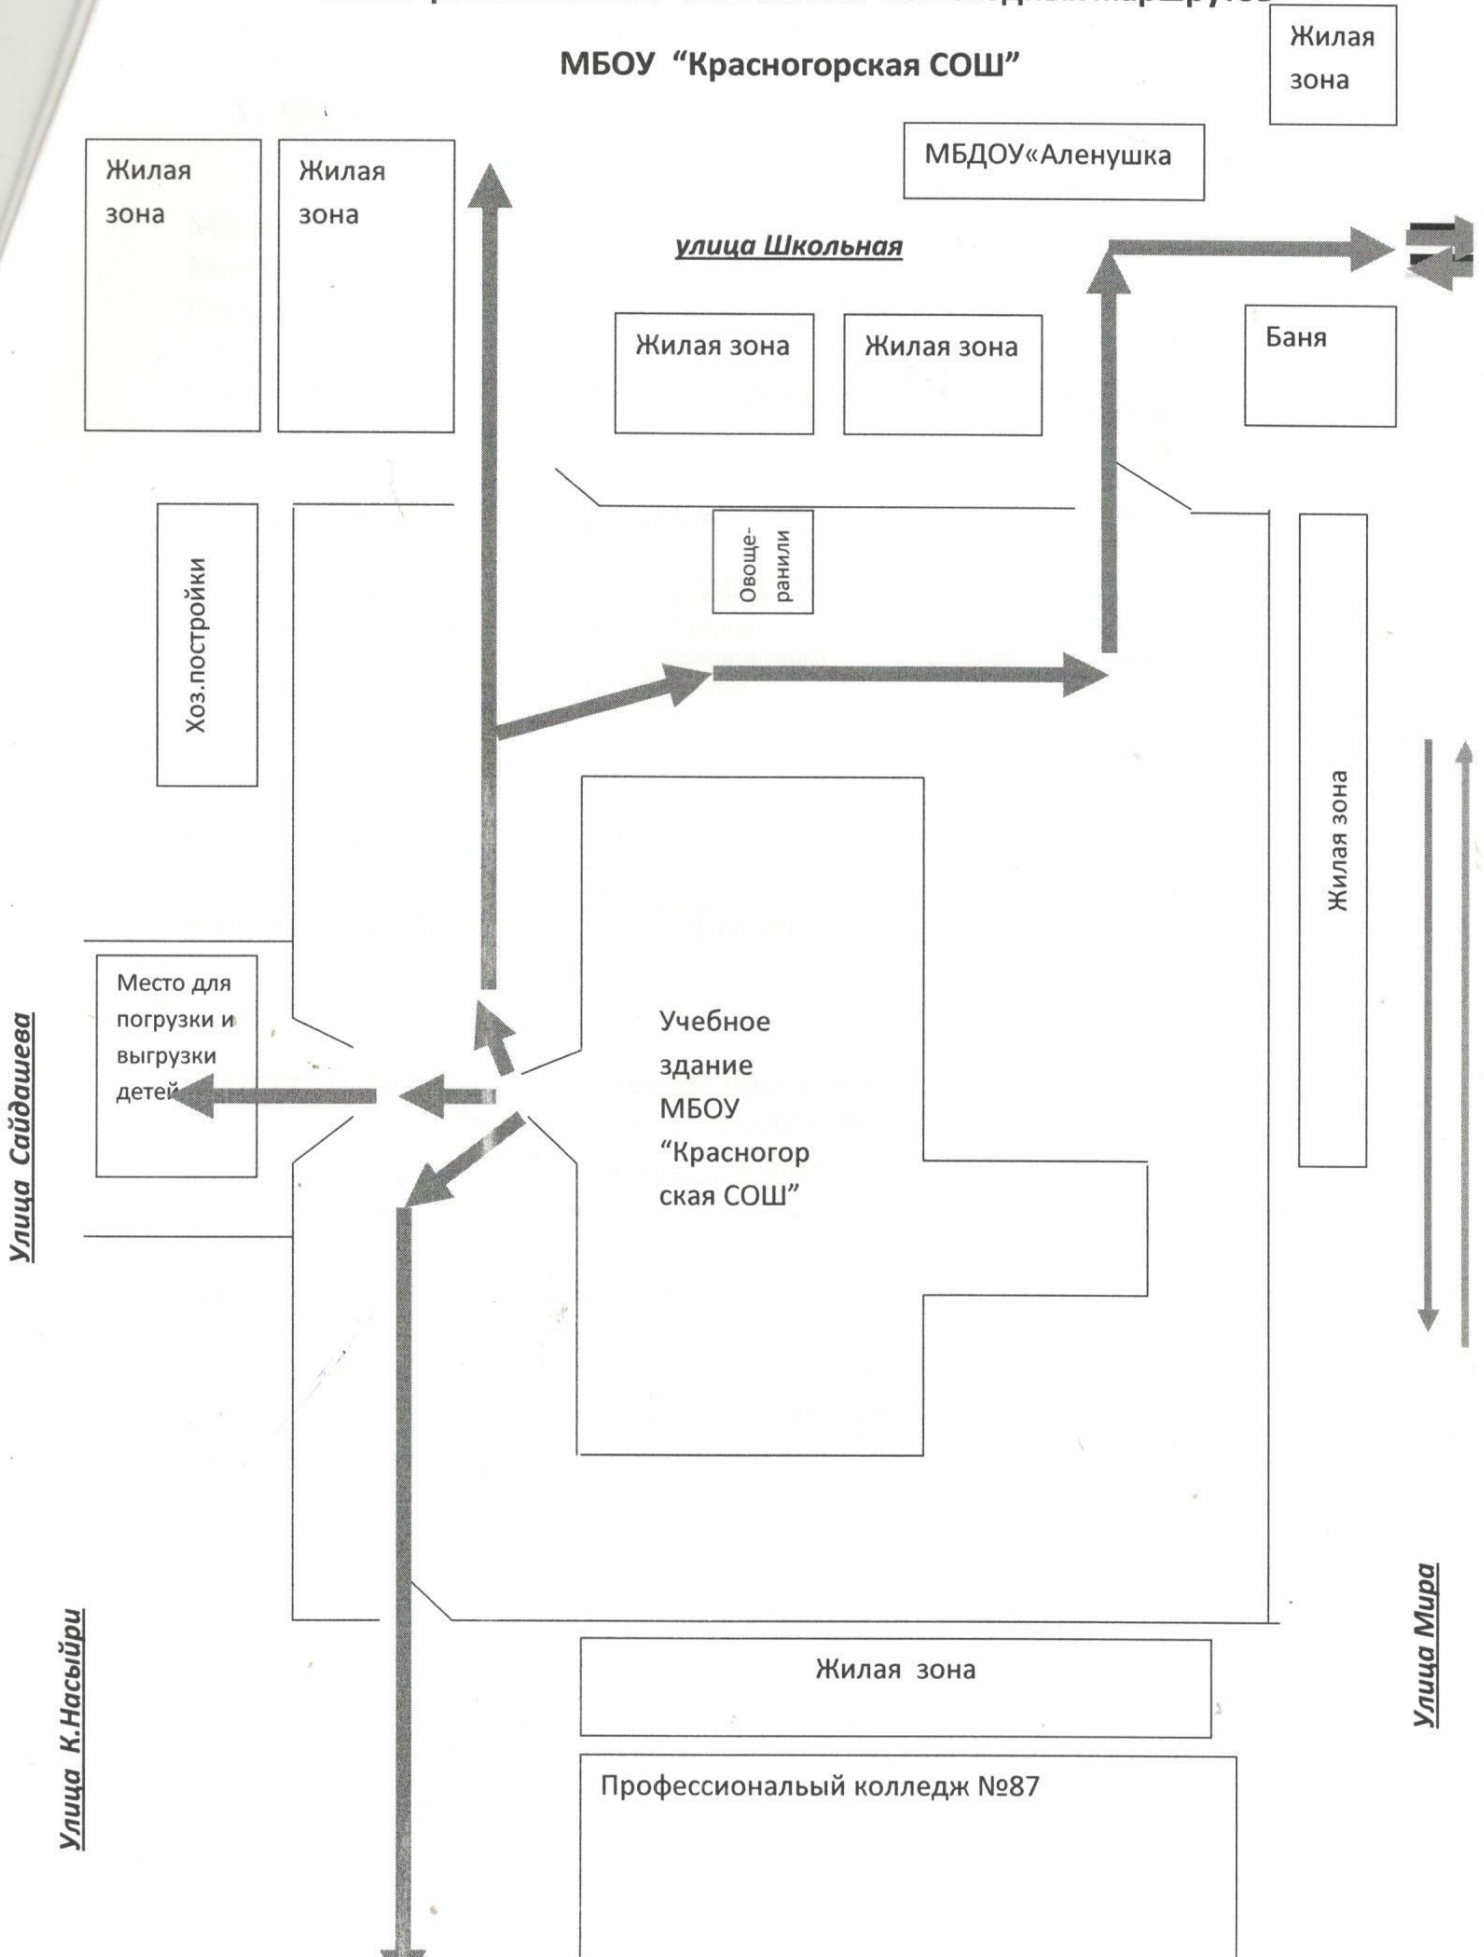 МБОУ “Красногорская СОШ”
Жилая
зона
МБДОУ«Аленушка
Жилая
зона
Жилая
зона
улица Школьная
Жилая зона
Жилая зона
Баня
Хоз.постройки
Овоще-
ранили
Жилая зона
Место для
погрузки и
выгрузки
детей
Улица Сайдашева
Учебное
здание
МБОУ
“Красногор
ская СОШ”
Улица К.Насыйри
Улица Мира
Жилая зона
Профессиональый колледж №87